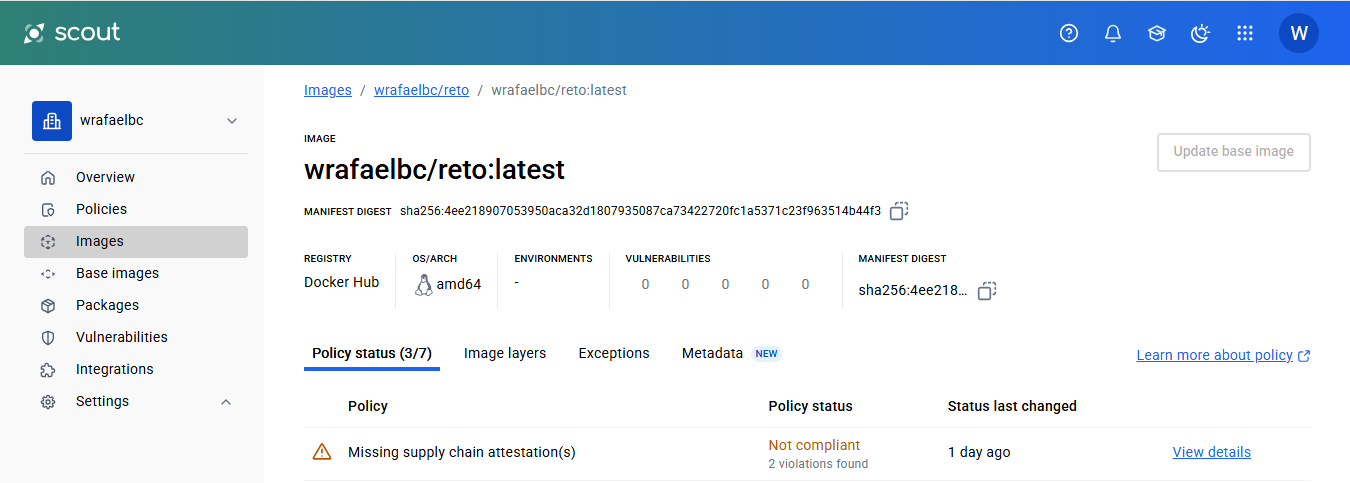 scout
W
wrafaelbc
Overview
Policies
Images
Base images
Packages
Vulnerabilities
Integrations
Settings
Images / wrafaelbc/reto / wrafaelbc/reto:latest
IMAGE
wrafaelbc/reto:latest
Update base image
MANIFEST DIGEST sha256:4ee218907053950aca32d1807935087ca73422720fc1a5371c23f963514b44f3
REGISTRY OS/ARCH ENVIRONMENTS VULNERABILITIES MANIFEST DIGEST
Docker Hub amd64 - 0 0 0 0 0 sha256:4ee218...
Policy status (3/7) Image layers Exceptions Metadata NEW Learn more about policy
Policy Policy status Status last changed
Missing supply chain attestation(s) Not compliant 1 day ago View details
2 violations found